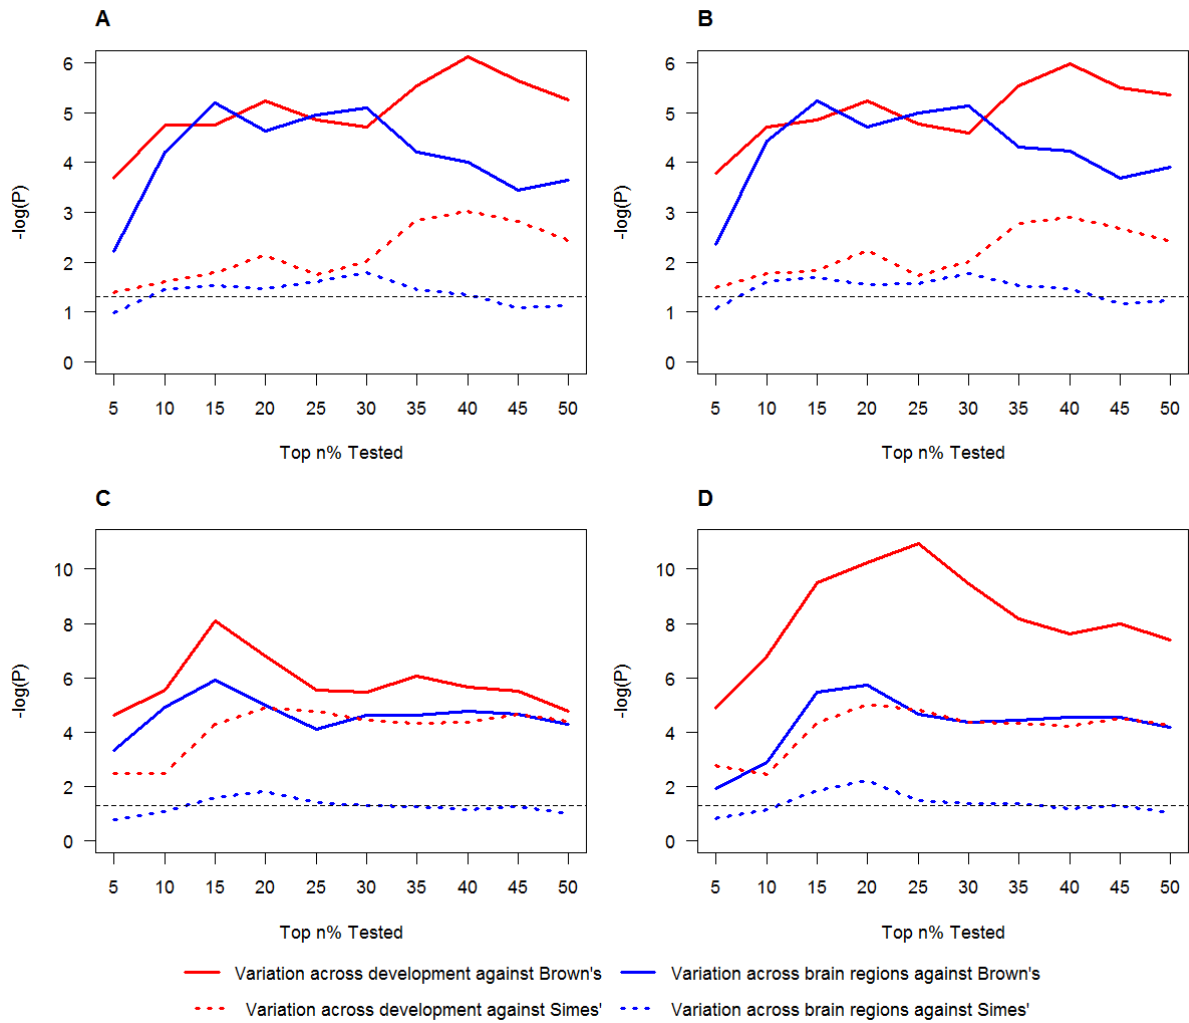 A
B
6
5
4
3
2
1
0
-log(P)
5 10 15 20 25 30 35 40 45 50
Top n% Tested
6
5
4
3
2
1
0
-log(P)
5 10 15 20 25 30 35 40 45 50
Top n% Tested
C
D
10
8
6
4
2
0
-log(P)
5 10 15 20 25 30 35 40 45 50
Top n% Tested
10
8
6
4
2
0
-log(P)
5 10 15 20 25 30 35 40 45 50
Top n% Tested
Variation across development against Brown's
Variation across brain regions against Brown's
Variation across development against Simes'
Variation across brain regions against Simes'